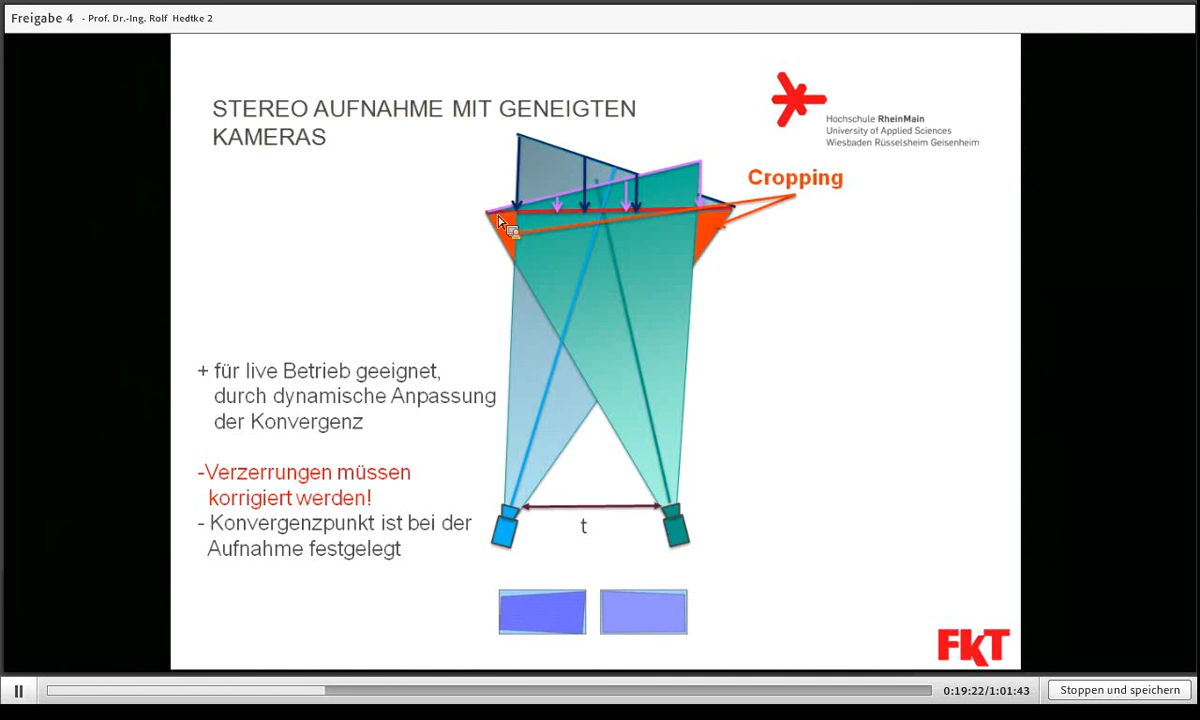 Freigabe 4 - Prof. Dr.-Ing. Rolf Hedtke 2
STEREO AUFNAHME MIT GENEIGTEN
KAMERAS
Hochschule RheinMain
University of Applied Sciences
Wiesbaden Rüsselsheim Geisenheim
Cropping
+ für live Betrieb geeignet,
durch dynamische Anpassung
der Konvergenz
-Verzerrungen müssen
korrigiert werden!
- Konvergenzpunkt ist bei der
Aufnahme festgelegt
t
FKT
0:19:22/1:01:43
Stoppen und speichern